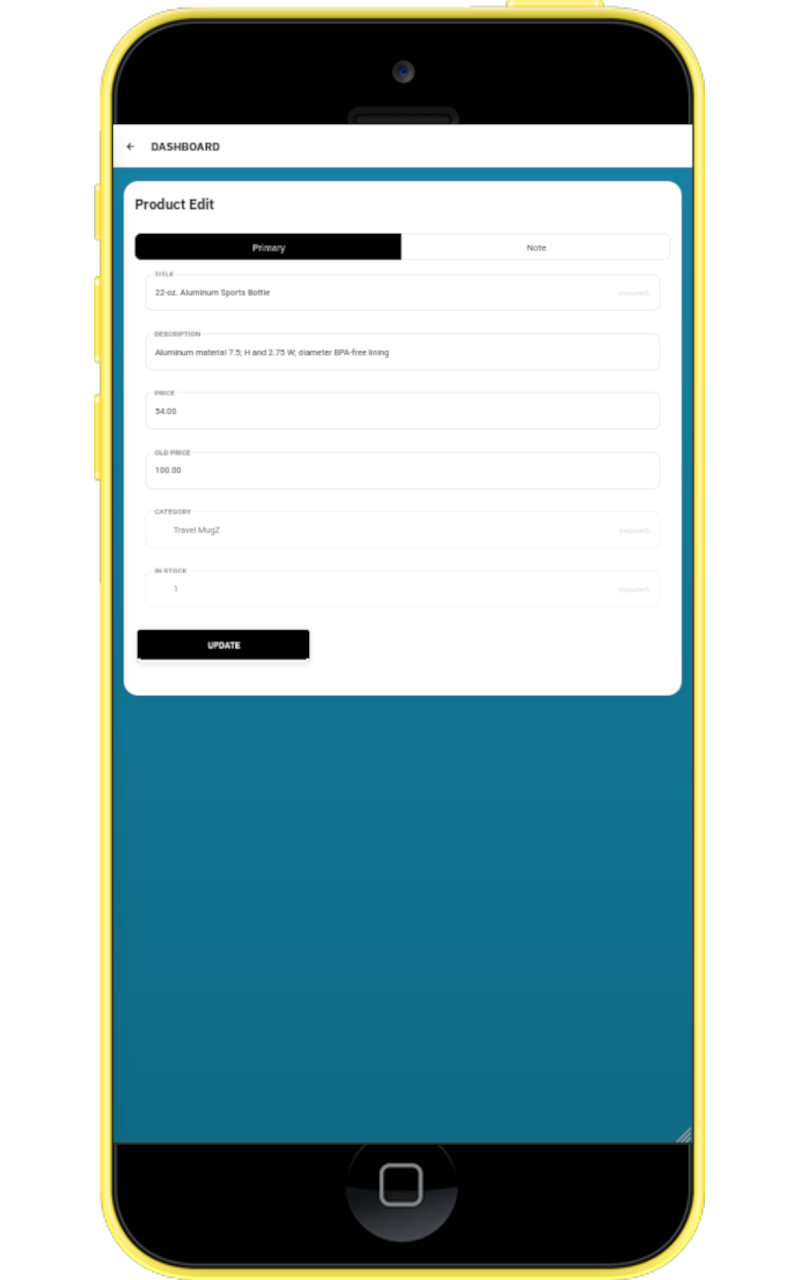 DASHBOARD
Product Edit
Primary
Note
TITLE
22-oz. Aluminum Sports Bottle
(required)
DESCRIPTION
Aluminum material 7.5; H and 2.75 W; diameter BPA-free lining
PRICE
54.00
OLD PRICE
100.00
CATEGORY
Travel MugZ
(required)
IN STOCK
1
(required)
UPDATE